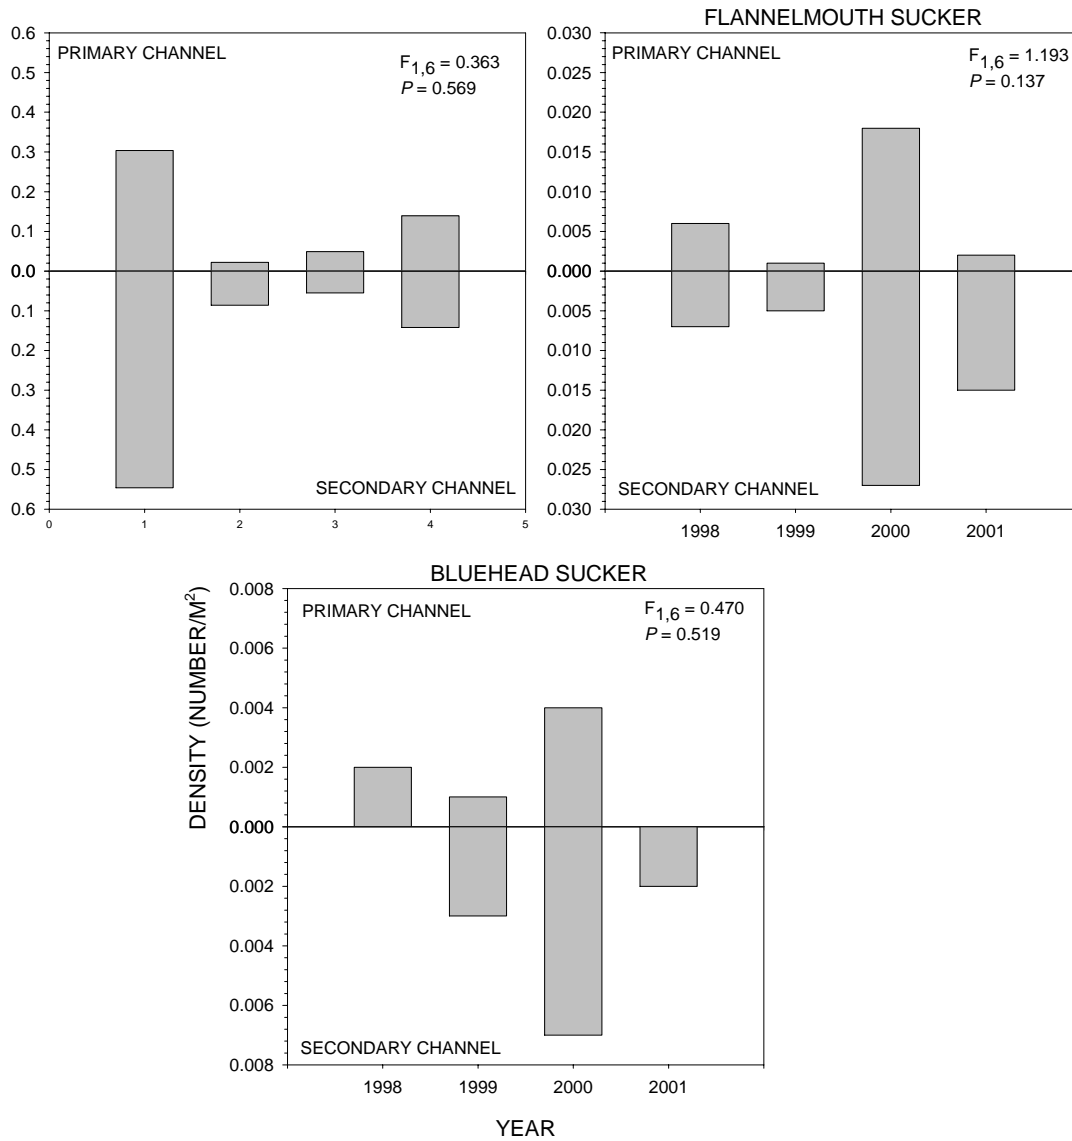 0.6
0.5
0.4
0.3
0.2
0.1
0.0
0.1
0.2
0.3
0.4
0.5
0.6
PRIMARY CHANNEL
F1,6 = 0.363
P = 0.569
SECONDARY CHANNEL
0 1 2 3 4 5
FLANNELMOUTH SUCKER
0.030
0.025
0.020
0.015
0.010
0.005
0.000
0.005
0.010
0.015
0.020
0.025
0.030
PRIMARY CHANNEL
F1,6 = 1.193
P = 0.137
SECONDARY CHANNEL
1998 1999 2000 2001
BLUEHEAD SUCKER
DENSITY (NUMBER/M²)
0.008
0.006
0.004
0.002
0.000
0.002
0.004
0.006
0.008
PRIMARY CHANNEL
F1,6 = 0.470
P = 0.519
SECONDARY CHANNEL
1998 1999 2000 2001
YEAR